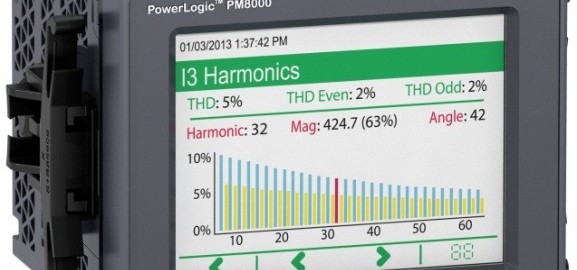 PowerLogic™ PM8000
01/03/2013 1:37:42 PM
I3 Harmonics
THD: 5% THD Even: 2% THD Odd: 2%
Harmonic: 32 Mag: 424.7 (63%) Angle: 42
10%
5%
0%
10 20 30 40 50 60